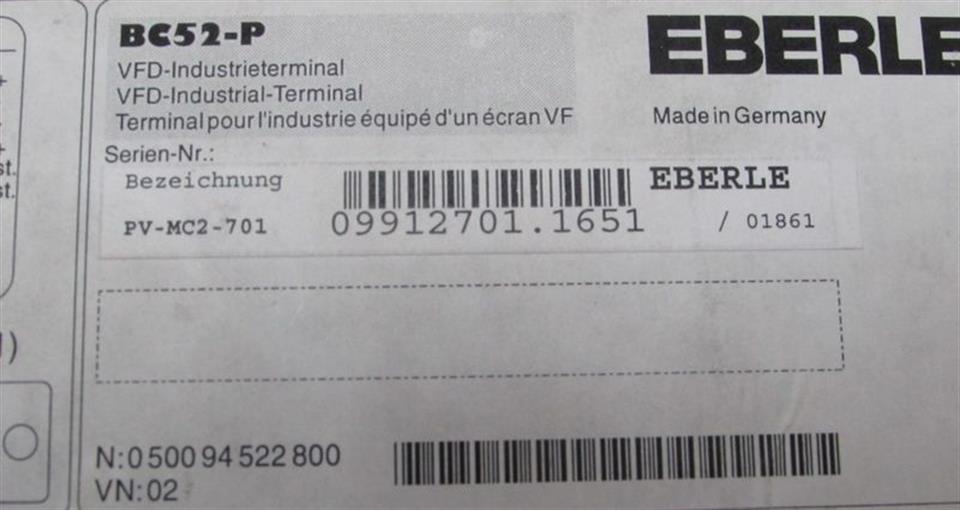 BC52-P
EBERLE
VFD-Industrieterminal
VFD-Industrial-Terminal
Terminal pour l'industrie équipé d'un écran VF
Made in Germany
Serien-Nr.:
Bezeichnung
EBERLE
PV-MC2-701
09912701.1651
/ 01861
N:0 500 94 522 800
VN:02